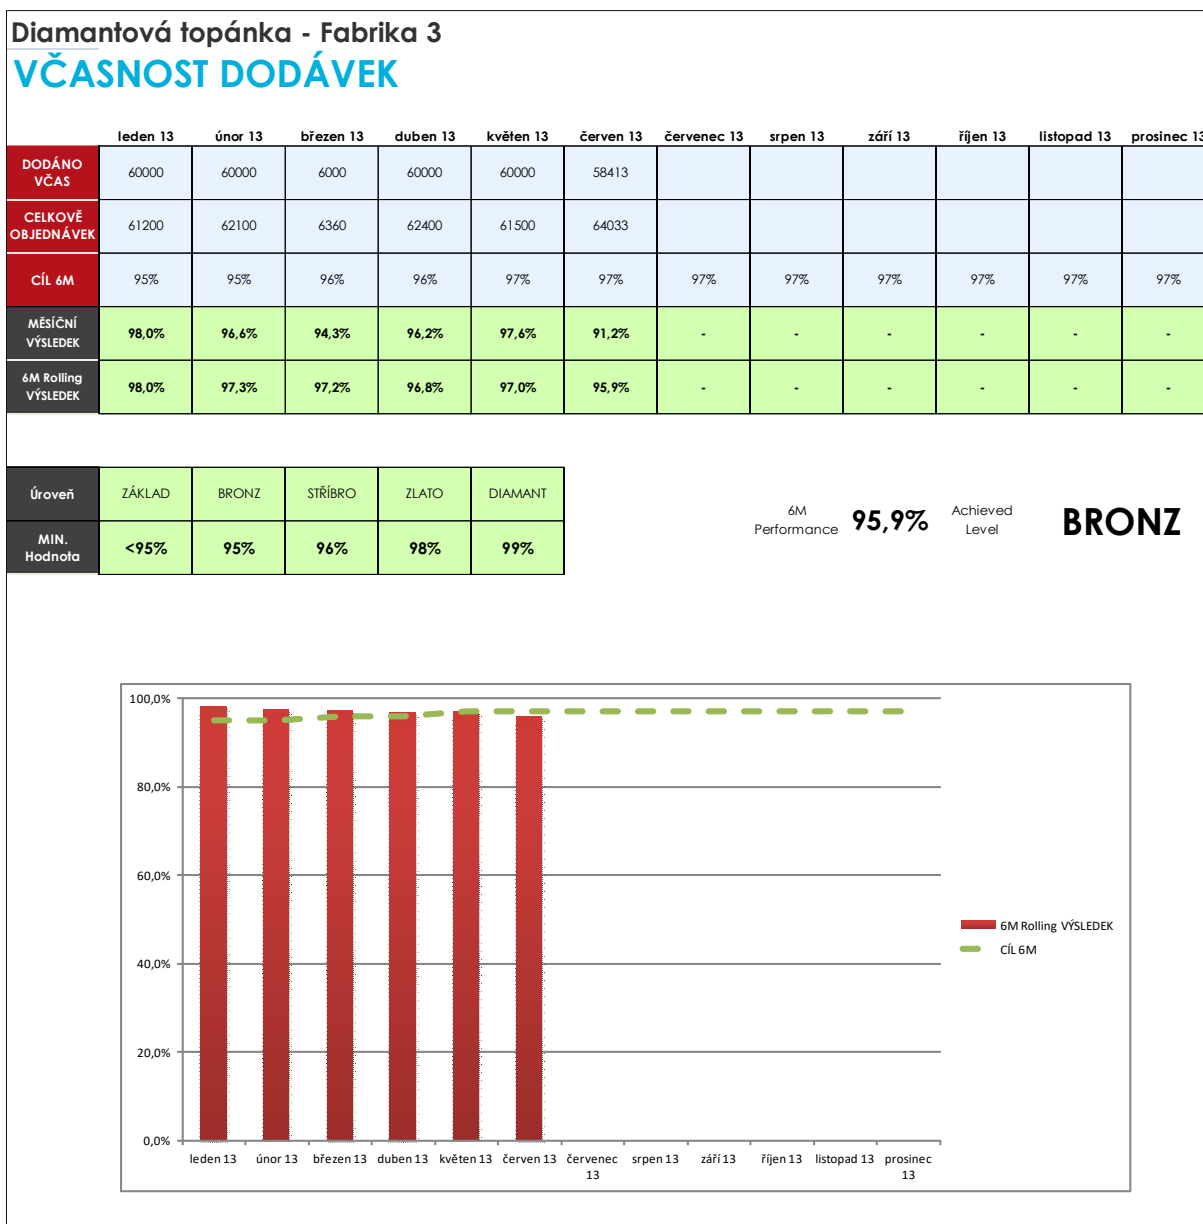 Diamantová topánka - Fabrika 3
VČASNOST DODÁVEK
leden 13 únor 13 březen 13 duben 13 květen 13 červen 13 červenec 13 srpen 13 září 13 říjen 13 listopad 13 prosinec 13
DODÁNO VČAS 60000 60000 6000 60000 60000 58413
CELKOVĚ OBJEDNÁVEK 61200 62100 6360 62400 61500 64033
CÍL 6M 95% 95% 96% 96% 97% 97% 97% 97% 97% 97% 97% 97%
MĚSÍČNÍ VÝSLEDEK 98,0% 96,6% 94,3% 96,2% 97,6% 91,2% - - - - - -
6M Rolling VÝSLEDEK 98,0% 97,3% 97,2% 96,8% 97,0% 95,9% - - - - - -
Úroveň ZÁKLAD BRONZ STŘÍBRO ZLATO DIAMANT
MIN. Hodnota <95% 95% 96% 98% 99%
6M Performance 95,9% Achieved Level BRONZ
100,0%
80,0%
60,0%
40,0%
20,0%
0,0%
leden 13 únor 13 březen 13 duben 13 květen 13 červen 13 červenec 13 srpen 13 září 13 říjen 13 listopad 13 prosinec 13
6M Rolling VÝSLEDEK
CÍL 6M